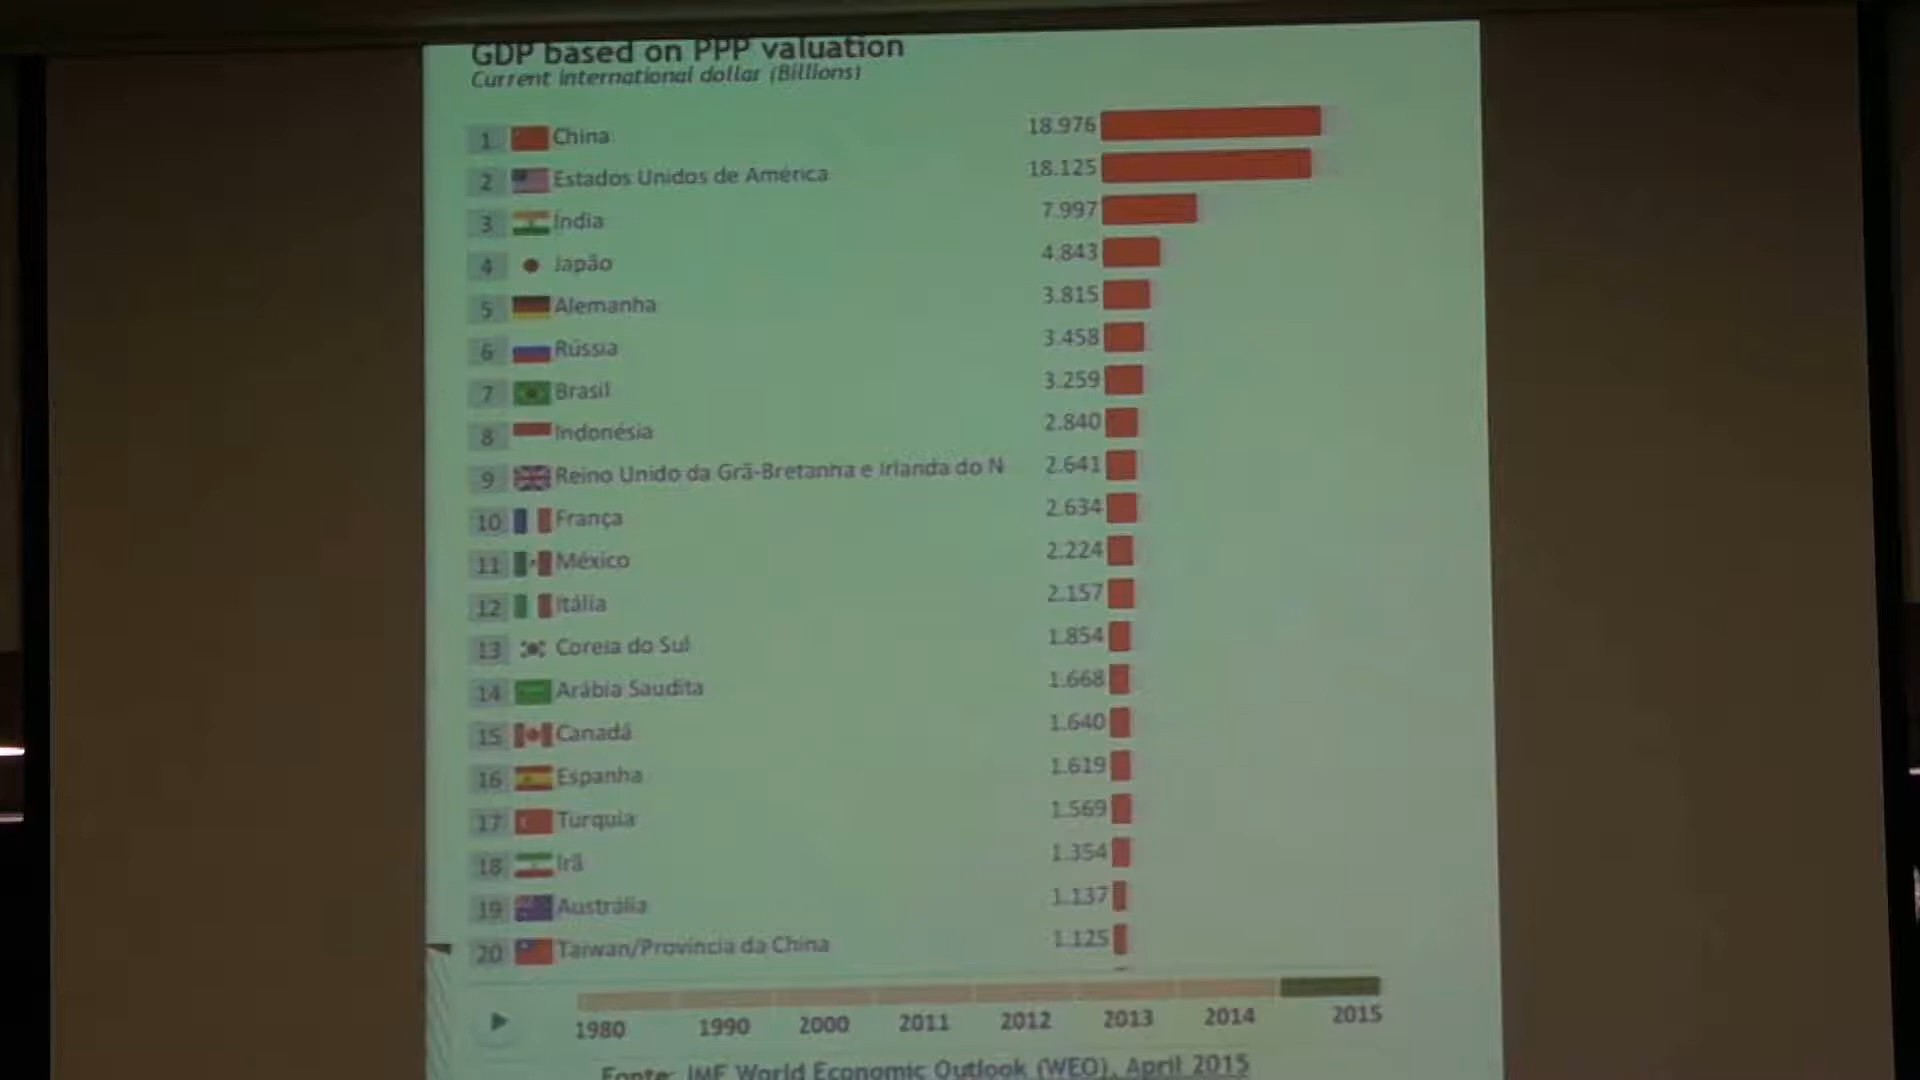 GDP based on PPP valuation
Current international dollar (Billions)
1 China 18.976
2 Estados Unidos de América 18.125
3 Índia 7.997
4 Japão 4.843
5 Alemanha 3.815
6 Rússia 3.458
7 Brasil 3.259
8 Indonésia 2.840
9 Reino Unido da Grã-Bretanha e Irlanda do N 2.641
10 França 2.634
11 México 2.224
12 Itália 2.157
13 Coreia do Sul 1.854
14 Arábia Saudita 1.668
15 Canadá 1.640
16 Espanha 1.619
17 Turquia 1.569
18 Irã 1.354
19 Austrália 1.137
20 Taiwan/Província da China 1.125
1980 1990 2000 2011 2012 2013 2014 2015
Fonte: IMF World Economic Outlook (WEO), April 2015